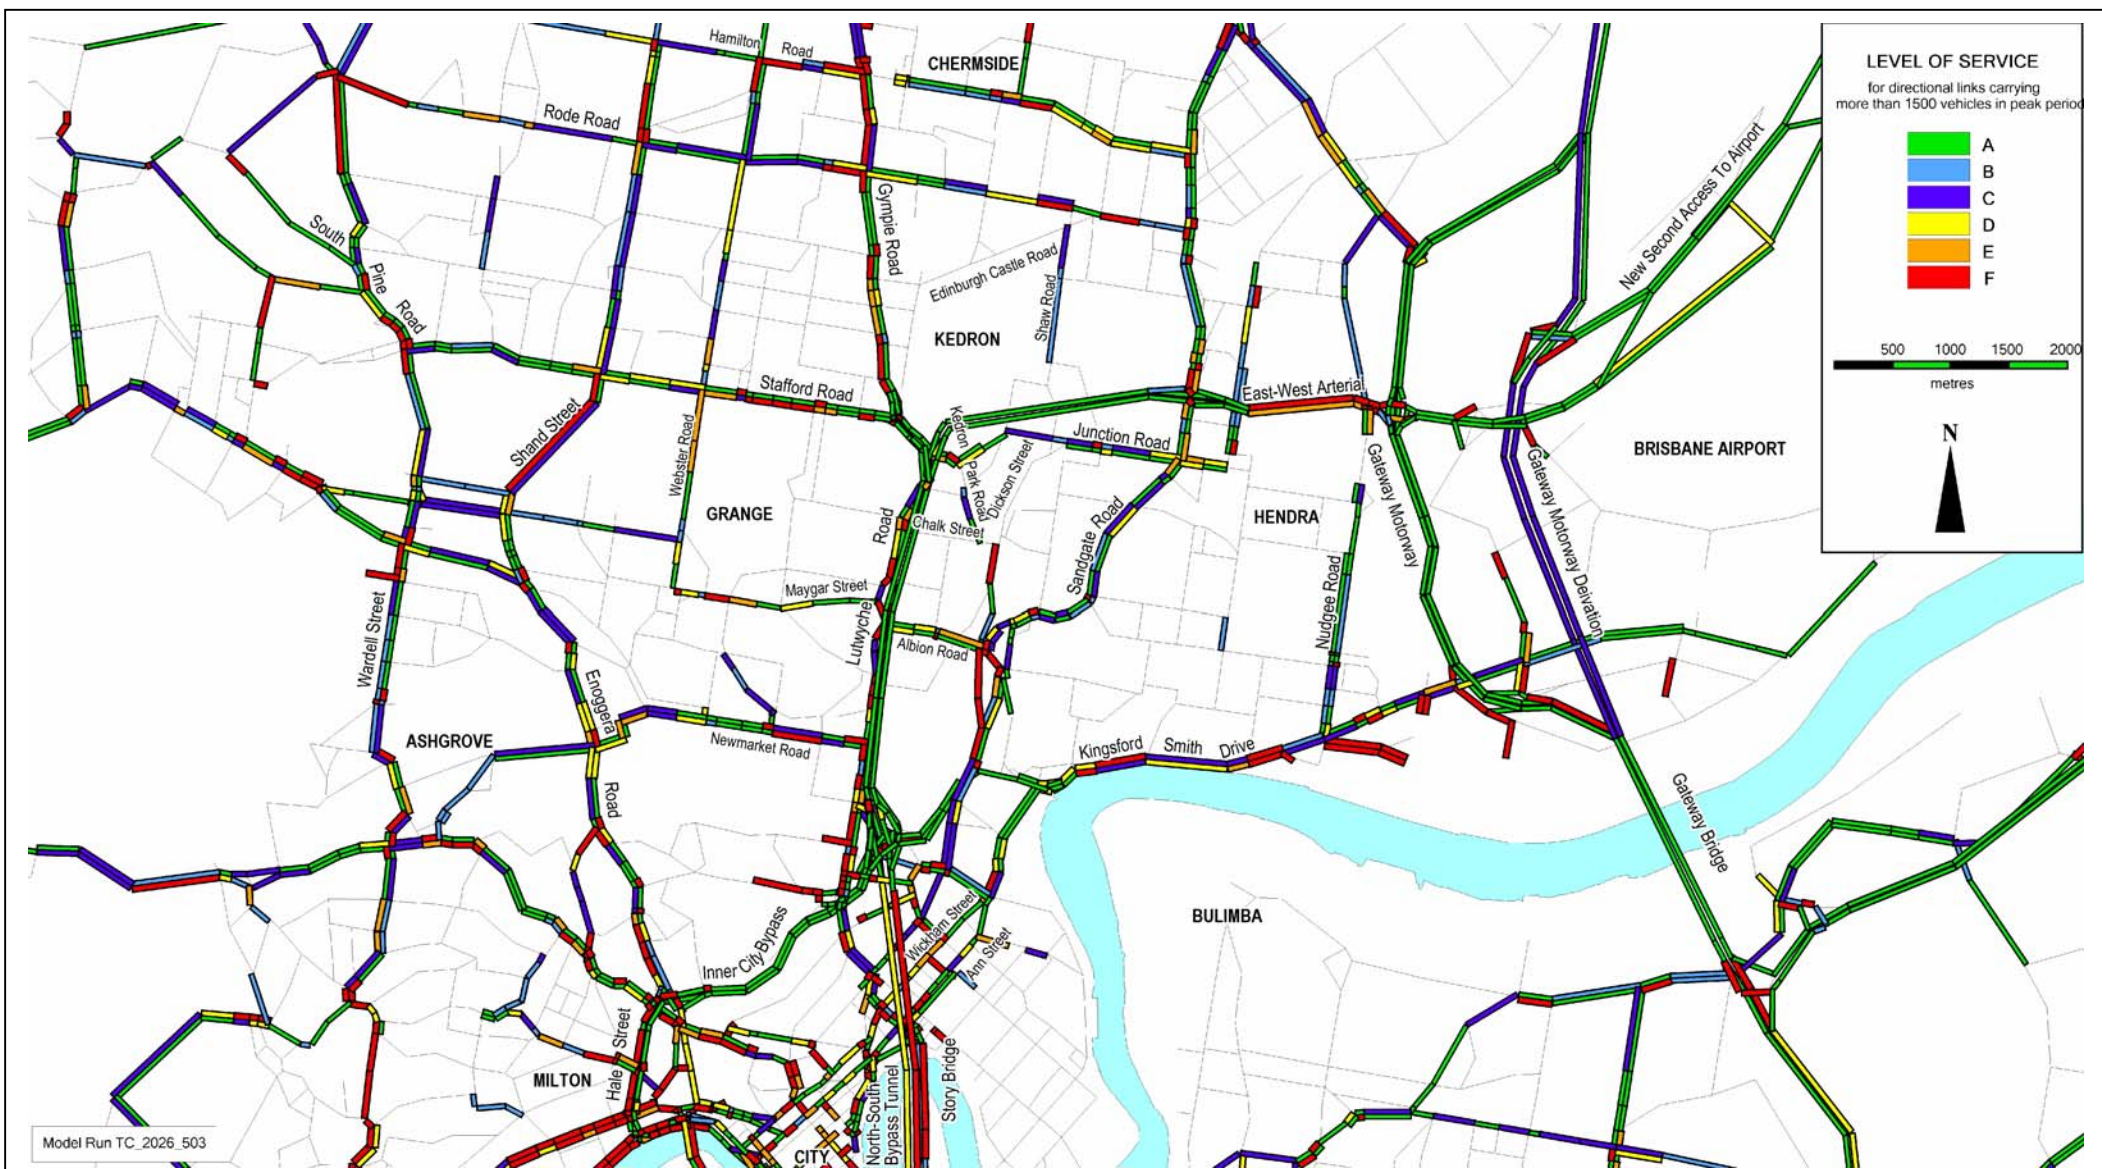 LEVEL OF SERVICE
for directional links carrying
more than 1500 vehicles in peak period
A
B
C
D
E
F
500 1000 1500 2000
metres
N
Hamilton Road
CHERMSIDE
Rode Road
Gympie Road
South Pine Road
Edinburgh Castle Road
Shaw Road
KEDRON
New Second Access To Airport
Stafford Road
East-West Arterial
Shand Street
Webster Road
Kedron Park Road
Junction Road
Dickson Street
BRISBANE AIRPORT
Gateway Motorway
Gateway Motorway Deivation
GRANGE
Chalk Street
Sandgate Road
HENDRA
Nudgee Road
Lutwyche Road
Maygar Street
Albion Road
Wardell Street
Enoggera Road
ASHGROVE
Newmarket Road
Kingsford Smith Drive
Gateway Bridge
BULIMBA
Inner City Bypass
Wickham Street
Ann Street
Hale Street
MILTON
North-South
Bypass Tunnel
Story Bridge
CITY
Model Run TC_2026_503